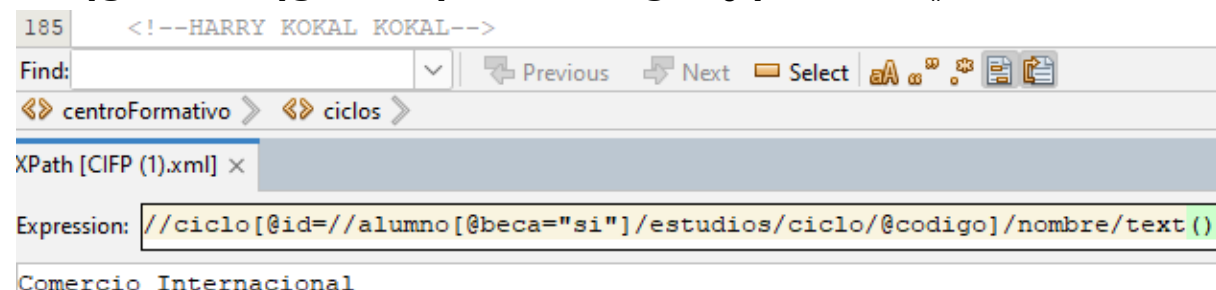 185 <!--HARRY KOKAL KOKAL-->
Find: Previous Next Select
centroFormativo ciclos
XPath [CIFP (1).xml] ×
Expression: //ciclo[@id=//alumno[@beca="si"]/estudios/ciclo/@codigo]/nombre/text()
Comercio Internacional